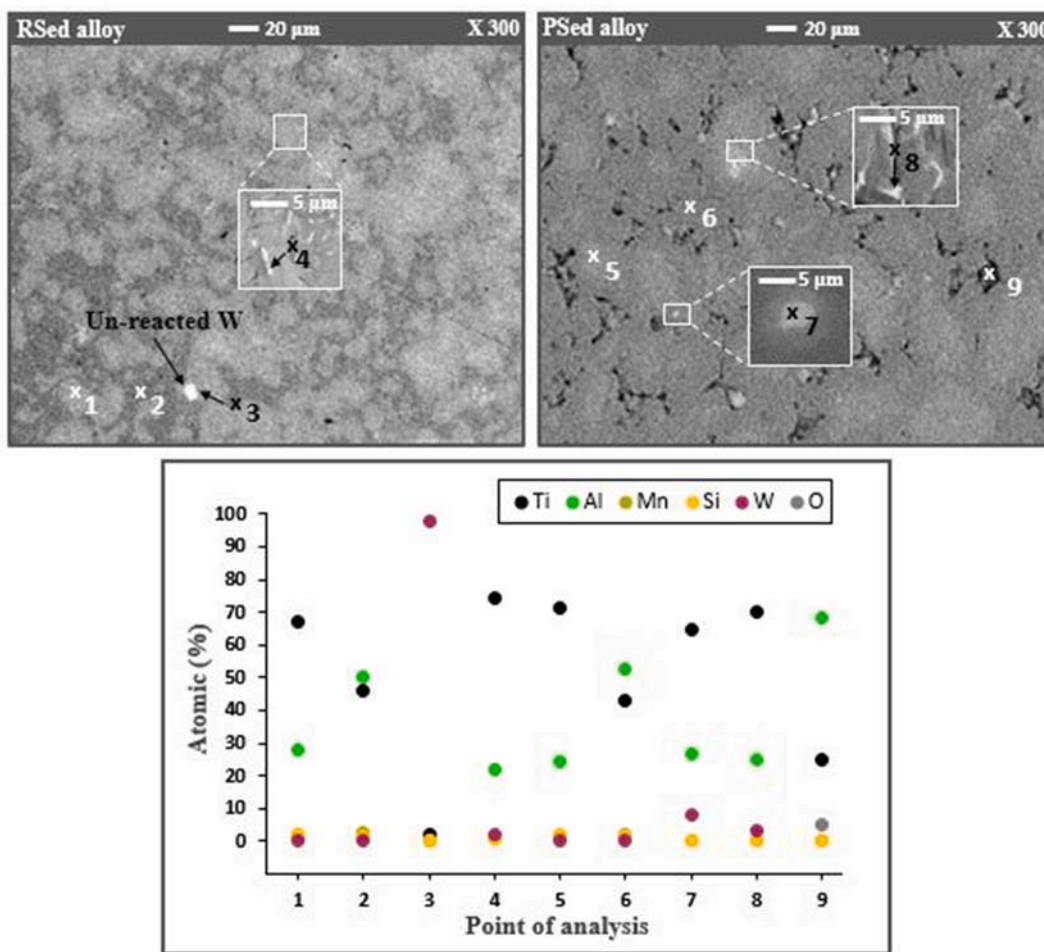 RSed alloy 20 µm X 300
5 µm
x 4
Un-reacted W
x 1 x 2 x 3
PSed alloy 20 µm X 300
5 µm
x 8
x 6
x 5
x 9
5 µm
x 7
Ti Al Mn Si W O
100
90
80
70
60
50
40
30
20
10
0
Atomic (%)
1 2 3 4 5 6 7 8 9
Point of analysis